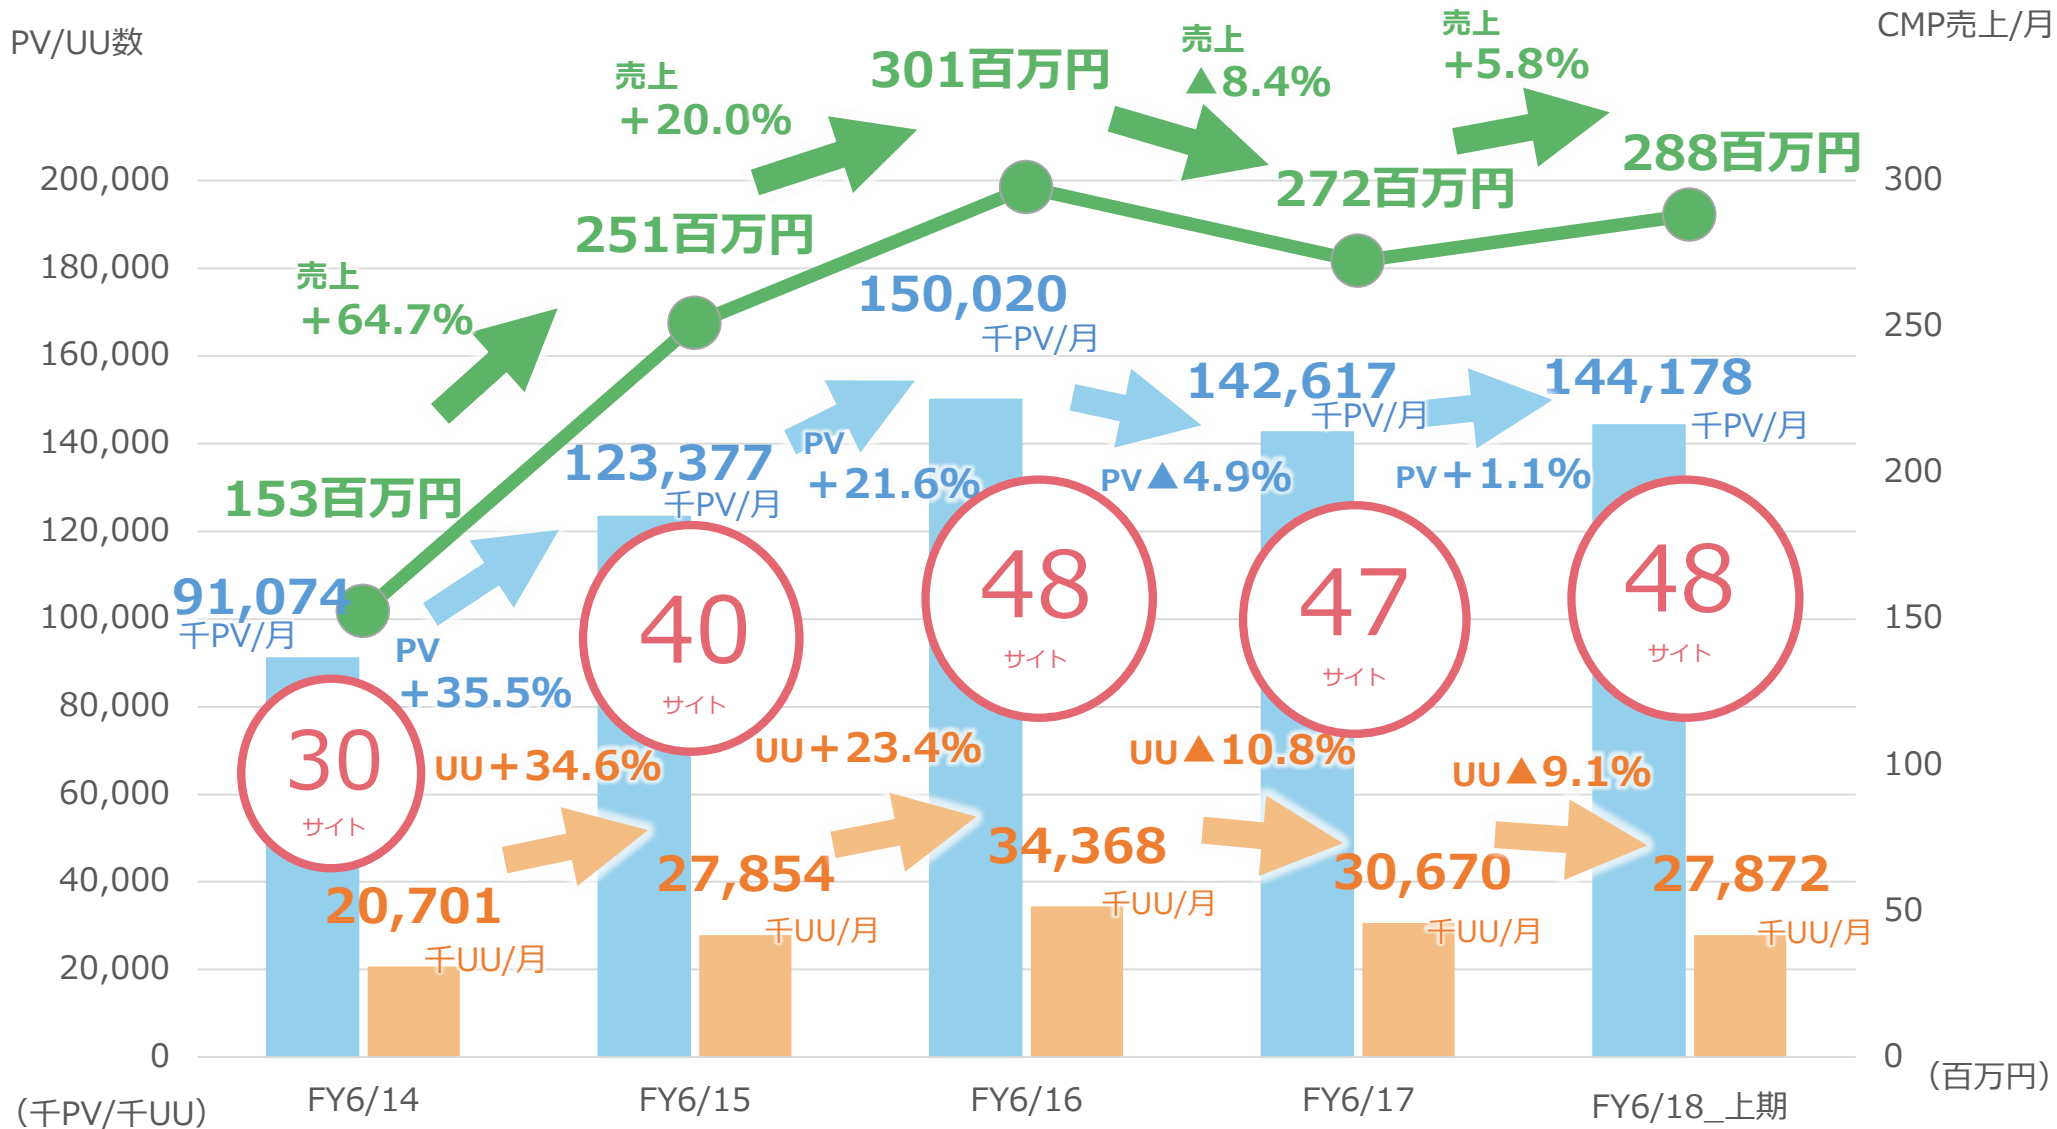 PV/UU数
CMP売上/月
売上
+5.8%
売上
▲8.4%
301百万円
売上
+20.0%
288百万円
272百万円
251百万円
売上
+64.7%
153百万円
200,000
180,000
160,000
140,000
120,000
100,000
80,000
60,000
40,000
20,000
0
300
250
200
150
100
50
0
91,074
千PV/月
123,377
千PV/月
150,020
千PV/月
142,617
千PV/月
144,178
千PV/月
PV
+35.5%
PV
+21.6%
PV▲4.9%
PV+1.1%
30
サイト
40
サイト
48
サイト
47
サイト
48
サイト
UU+34.6%
UU+23.4%
UU▲10.8%
UU▲9.1%
20,701
千UU/月
27,854
千UU/月
34,368
千UU/月
30,670
千UU/月
27,872
千UU/月
FY6/14
FY6/15
FY6/16
FY6/17
FY6/18_上期
（千PV/千UU）
（百万円）